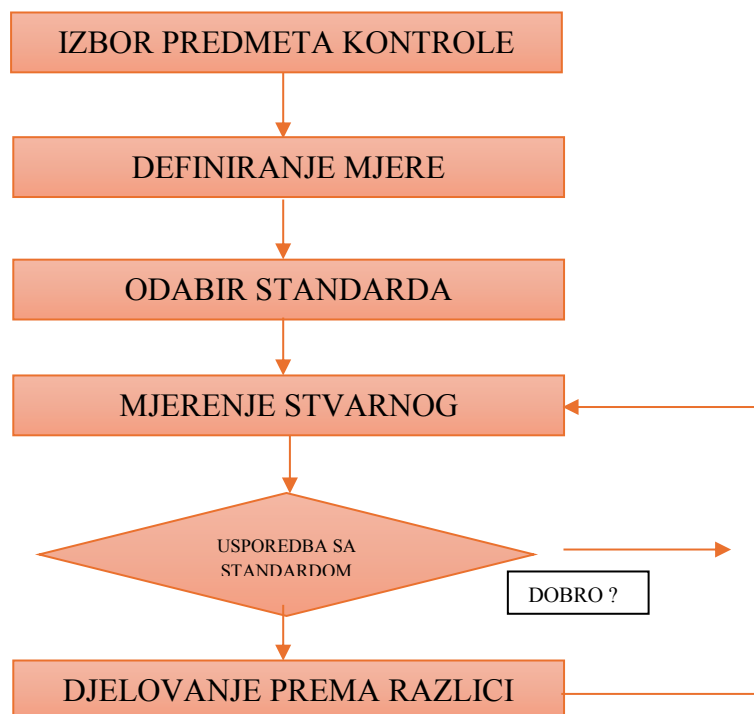 IZBOR PREDMETA KONTROLE
DEFINIRANJE MJERE
ODABIR STANDARDA
MJERENJE STVARNOG
USPOREDBA SA
STANDARDOM
DOBRO ?
DJELOVANJE PREMA RAZLICI